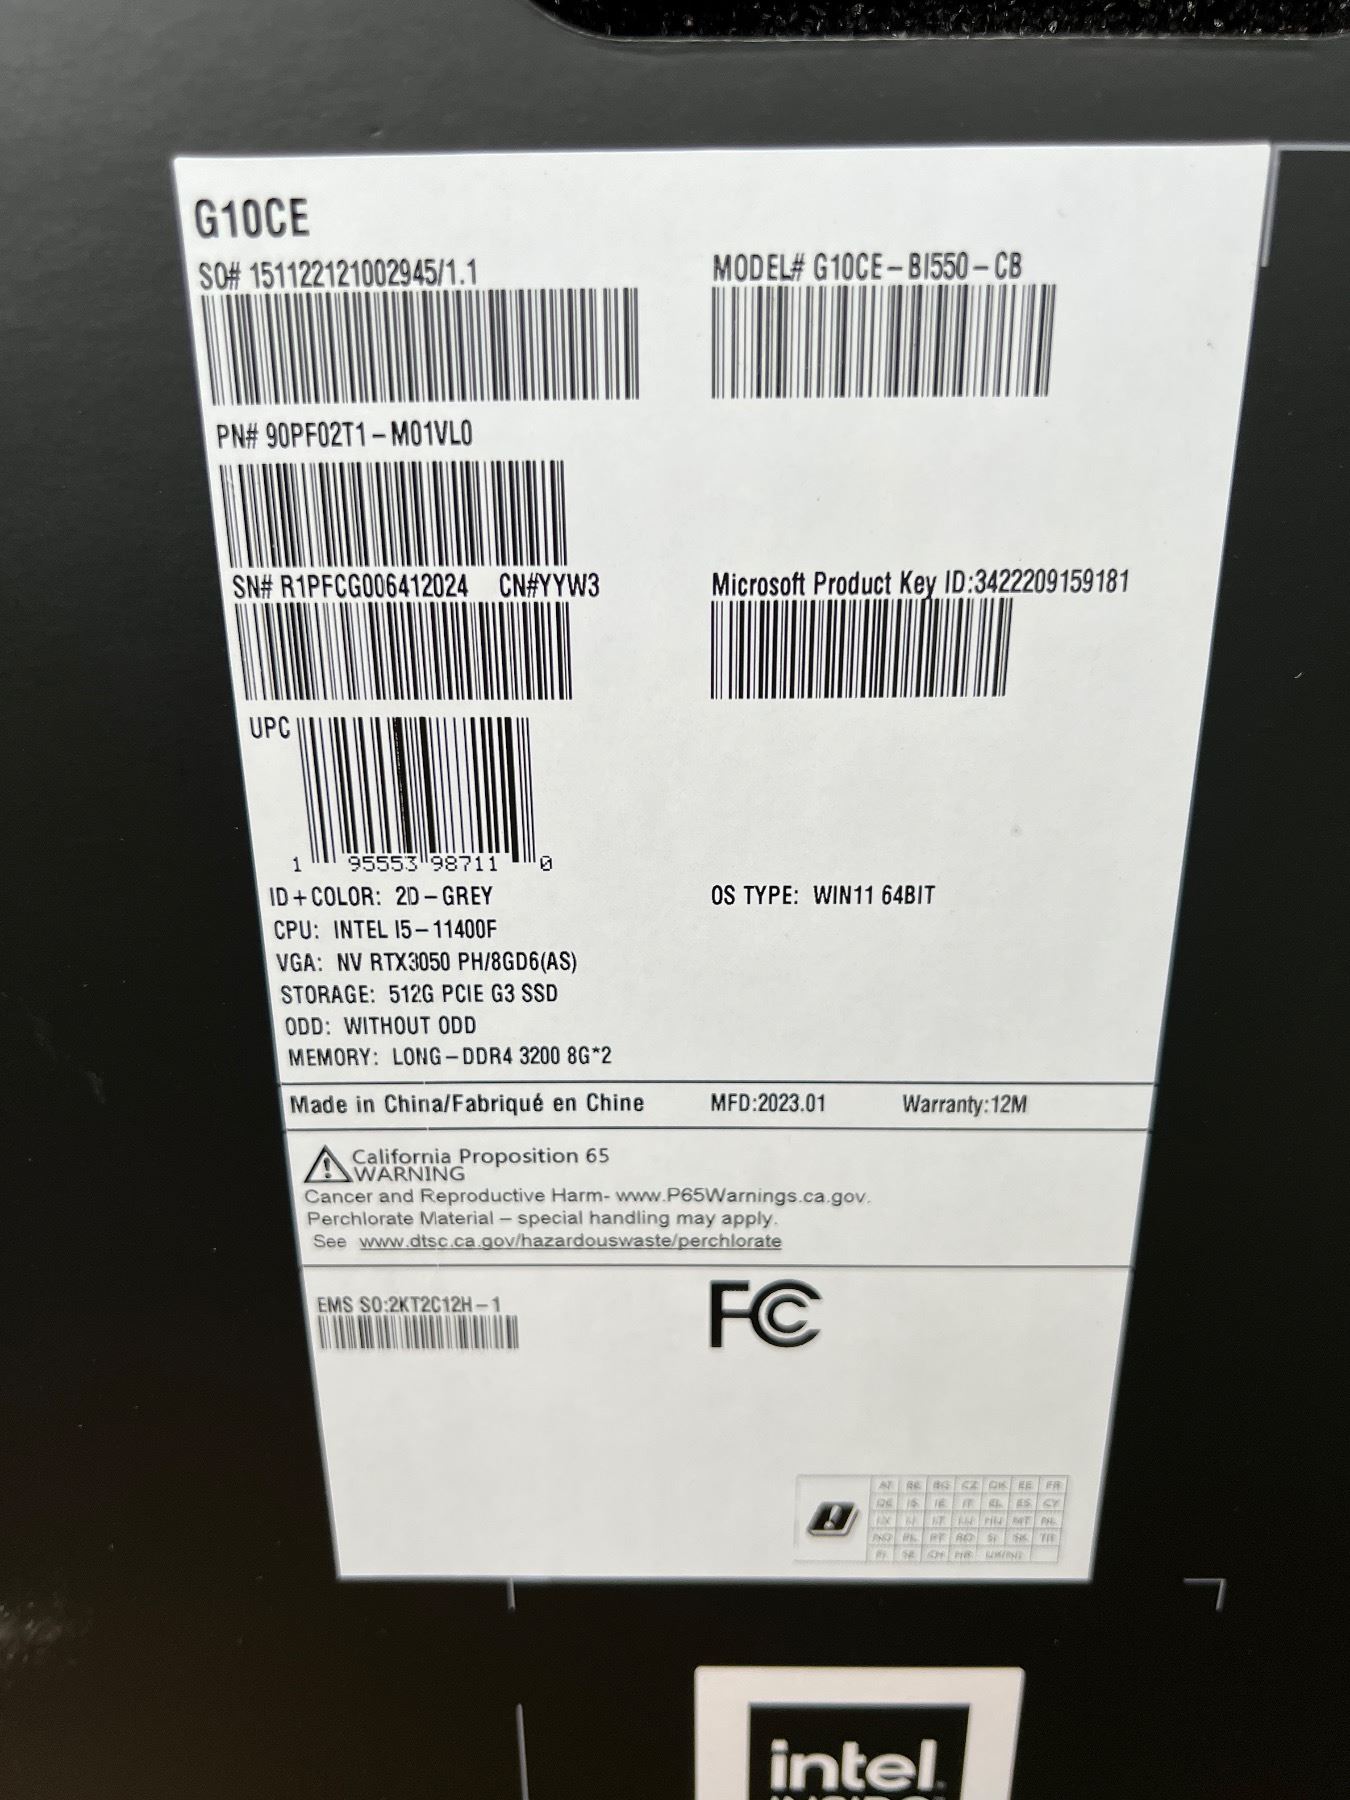 G10CE
SO# 151122121002945/1.1
MODEL# G10CE-BI550-CB
PN# 90PF02T1-M01VL0
SN# R1PFCG006412024 CN#YYW3
Microsoft Product Key ID:3422209159181
UPC
1 95553 98711 0
ID+COLOR: 2D-GREY
OS TYPE: WIN11 64BIT
CPU: INTEL I5-11400F
VGA: NV RTX3050 PH/8GD6(AS)
STORAGE: 512G PCIE G3 SSD
ODD: WITHOUT ODD
MEMORY: LONG-DDR4 3200 8G*2
Made in China/Fabriqué en Chine MFD:2023.01 Warranty:12M
California Proposition 65
WARNING
Cancer and Reproductive Harm- www.P65Warnings.ca.gov.
Perchlorate Material – special handling may apply.
See www.dtsc.ca.gov/hazardouswaste/perchlorate
EMS SO:2KT2C12H-1
FC
intel.